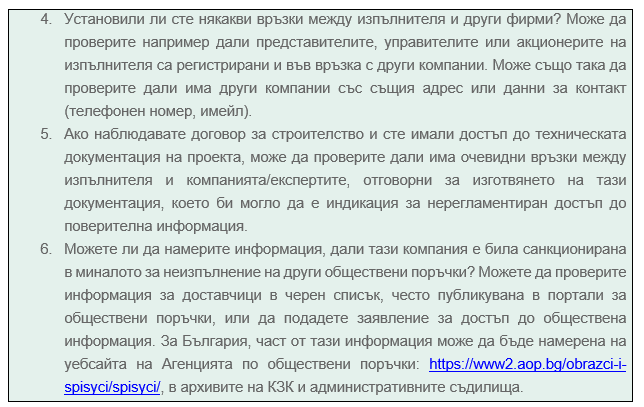 4. Установили ли сте някакви връзки между изпълнителя и други фирми? Може да
проверите например дали представителите, управителите или акционерите на
изпълнителя са регистрирани и във връзка с други компании. Може също така да
проверите дали има други компании със същия адрес или данни за контакт
(телефонен номер, имейл).
5. Ако наблюдавате договор за строителство и сте имали достъп до техническата
документация на проекта, може да проверите дали има очевидни връзки между
изпълнителя и компанията/експертите, отговорни за изготвянето на тази
документация, което би могло да е индикация за нерегламентиран достъп до
поверителна информация.
6. Можете ли да намерите информация, дали тази компания е била санкционирана
в миналото за неизпълнение на други обществени поръчки? Можете да проверите
информация за доставчици в черен списък, често публикувана в портали за
обществени поръчки, или да подадете заявление за достъп до обществена
информация. За България, част от тази информация може да бъде намерена на
уебсайта на Агенцията по обществени поръчки: https://www2.aop.bg/obrazci-i-
spisyci/spisyci/, в архивите на КЗК и административните съдилища.